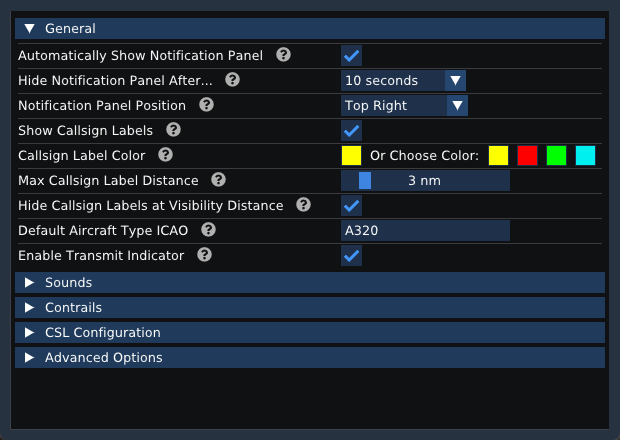 General
Automatically Show Notification Panel ?
Hide Notification Panel After... ? 10 seconds
Notification Panel Position ? Top Right
Show Callsign Labels ?
Callsign Label Color ? Or Choose Color:
Max Callsign Label Distance ? 3 nm
Hide Callsign Labels at Visibility Distance ?
Default Aircraft Type ICAO ? A320
Enable Transmit Indicator ?
Sounds
Contrails
CSL Configuration
Advanced Options